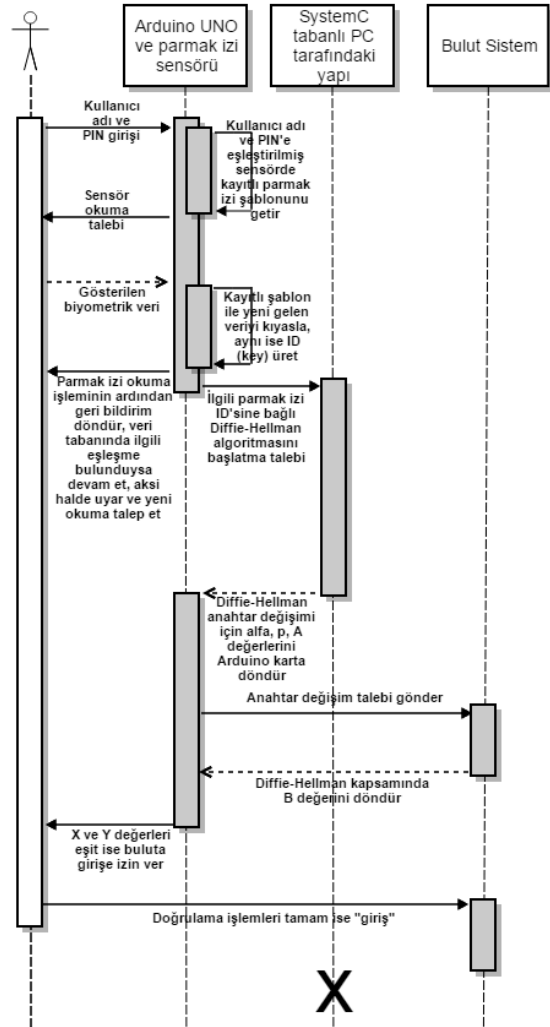 Arduino UNO
ve parmak izi
sensörü
SystemC
tabanlı PC
tarafındaki
yapı
Bulut Sistem
Kullanıcı
adı ve
PIN girişi
Kullanıcı adı
ve PIN'e
eşleştirilmiş
sensörde
kayıtlı parmak
izi şablonunu
getir
Sensör
okuma
talebi
Gösterilen
biyometrik veri
Kayıtlı şablon
ile yeni gelen
veriyi kıyasla,
aynı ise ID
(key) üret
Parmak izi okuma
işleminin ardından
geri bildirim
döndür, veri
tabanında ilgili
eşleşme
bulunduysa
devam et, aksi
halde uyar ve yeni
okuma talep et
İlgili parmak izi
ID'sine bağlı
Diffie-Hellman
algoritmasını
başlatma talebi
Diffie-Hellman
anahtar değişimi
için alfa, p, A
değerlerini
Arduino karta
döndür
Anahtar değişim talebi gönder
Diffie-Hellman kapsamında
B değerini döndür
X ve Y değerleri
eşit ise buluta
girişe izin ver
Doğrulama işlemleri tamam ise "giriş"
X